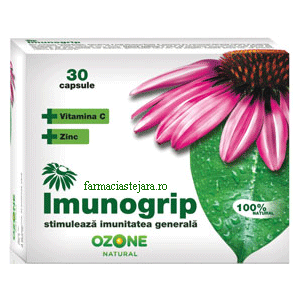 30
capsule
Vitamina C
Zinc
farmaciastejara.ro
Imunogrip
stimulează imunitatea generală
100%
NATURAL
OZONE
NATURAL